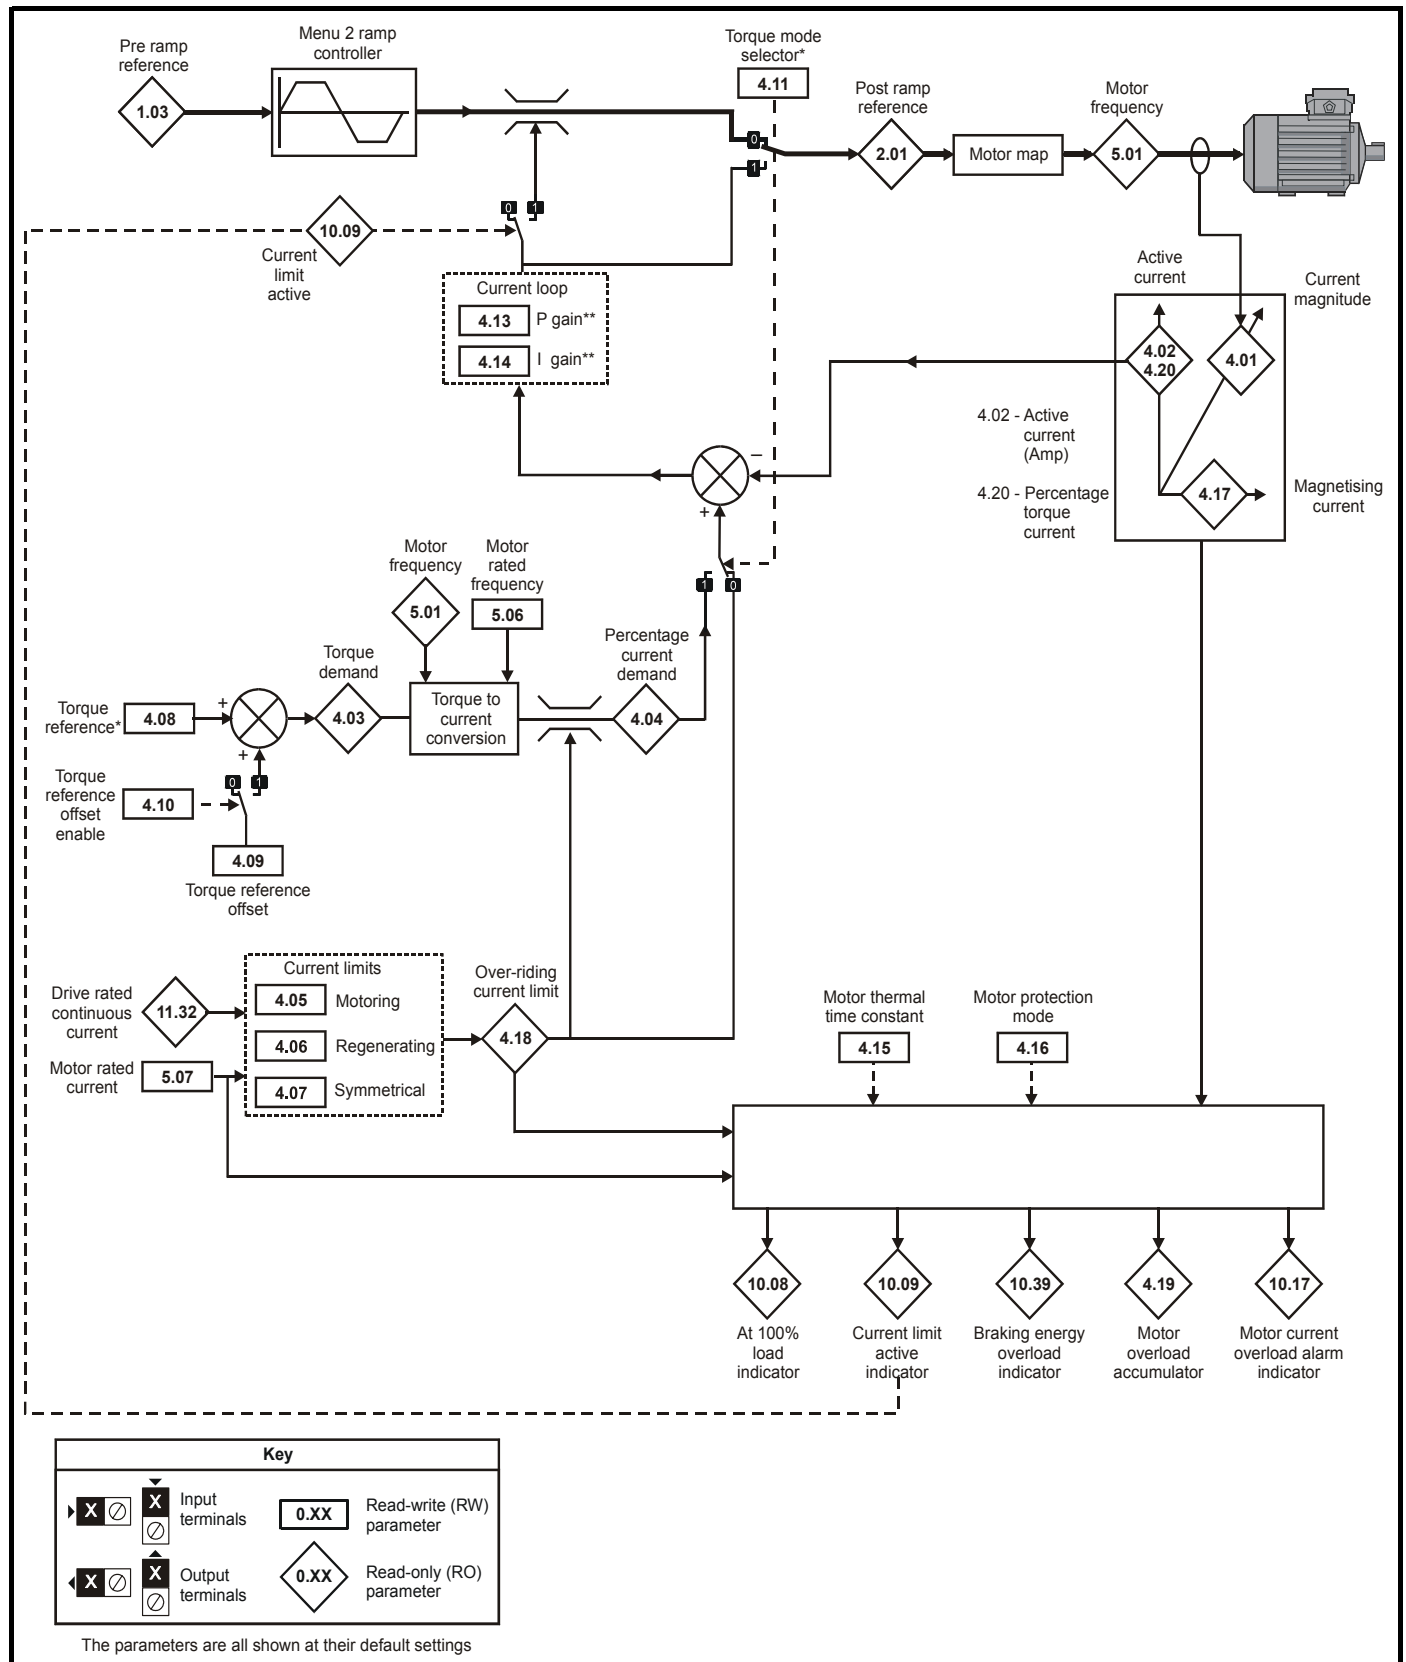 Pre ramp
reference
1.03
Menu 2 ramp
controller
Torque mode
selector*
4.11
0
1
Post ramp
reference
2.01
Motor map
Motor
frequency
5.01
0
1
10.09
Current
limit
active
Current loop
4.13
P gain**
4.14
I gain**
Active
current
Current
magnitude
4.02
4.20
4.01
4.02 - Active
current
(Amp)
4.20 - Percentage
torque
current
4.17
Magnetising
current
–
+
1
0
Motor
frequency
5.01
Motor
rated
frequency
5.06
Torque
demand
4.03
Torque to
current
conversion
Percentage
current
demand
4.04
Torque
reference*
4.08
+
+
0
1
Torque
reference
offset
enable
4.10
4.09
Torque reference
offset
Drive rated
continuous
current
11.32
Motor rated
current
5.07
Current limits
4.05
Motoring
4.06
Regenerating
4.07
Symmetrical
Over-riding
current limit
4.18
Motor thermal
time constant
4.15
Motor protection
mode
4.16
10.08
At 100%
load
indicator
10.09
Current limit
active
indicator
10.39
Braking energy
overload
indicator
4.19
Motor
overload
accumulator
10.17
Motor current
overload alarm
indicator
Key
X
X
Input
terminals
0.XX
Read-write (RW)
parameter
X
X
Output
terminals
0.XX
Read-only (RO)
parameter
The parameters are all shown at their default settings